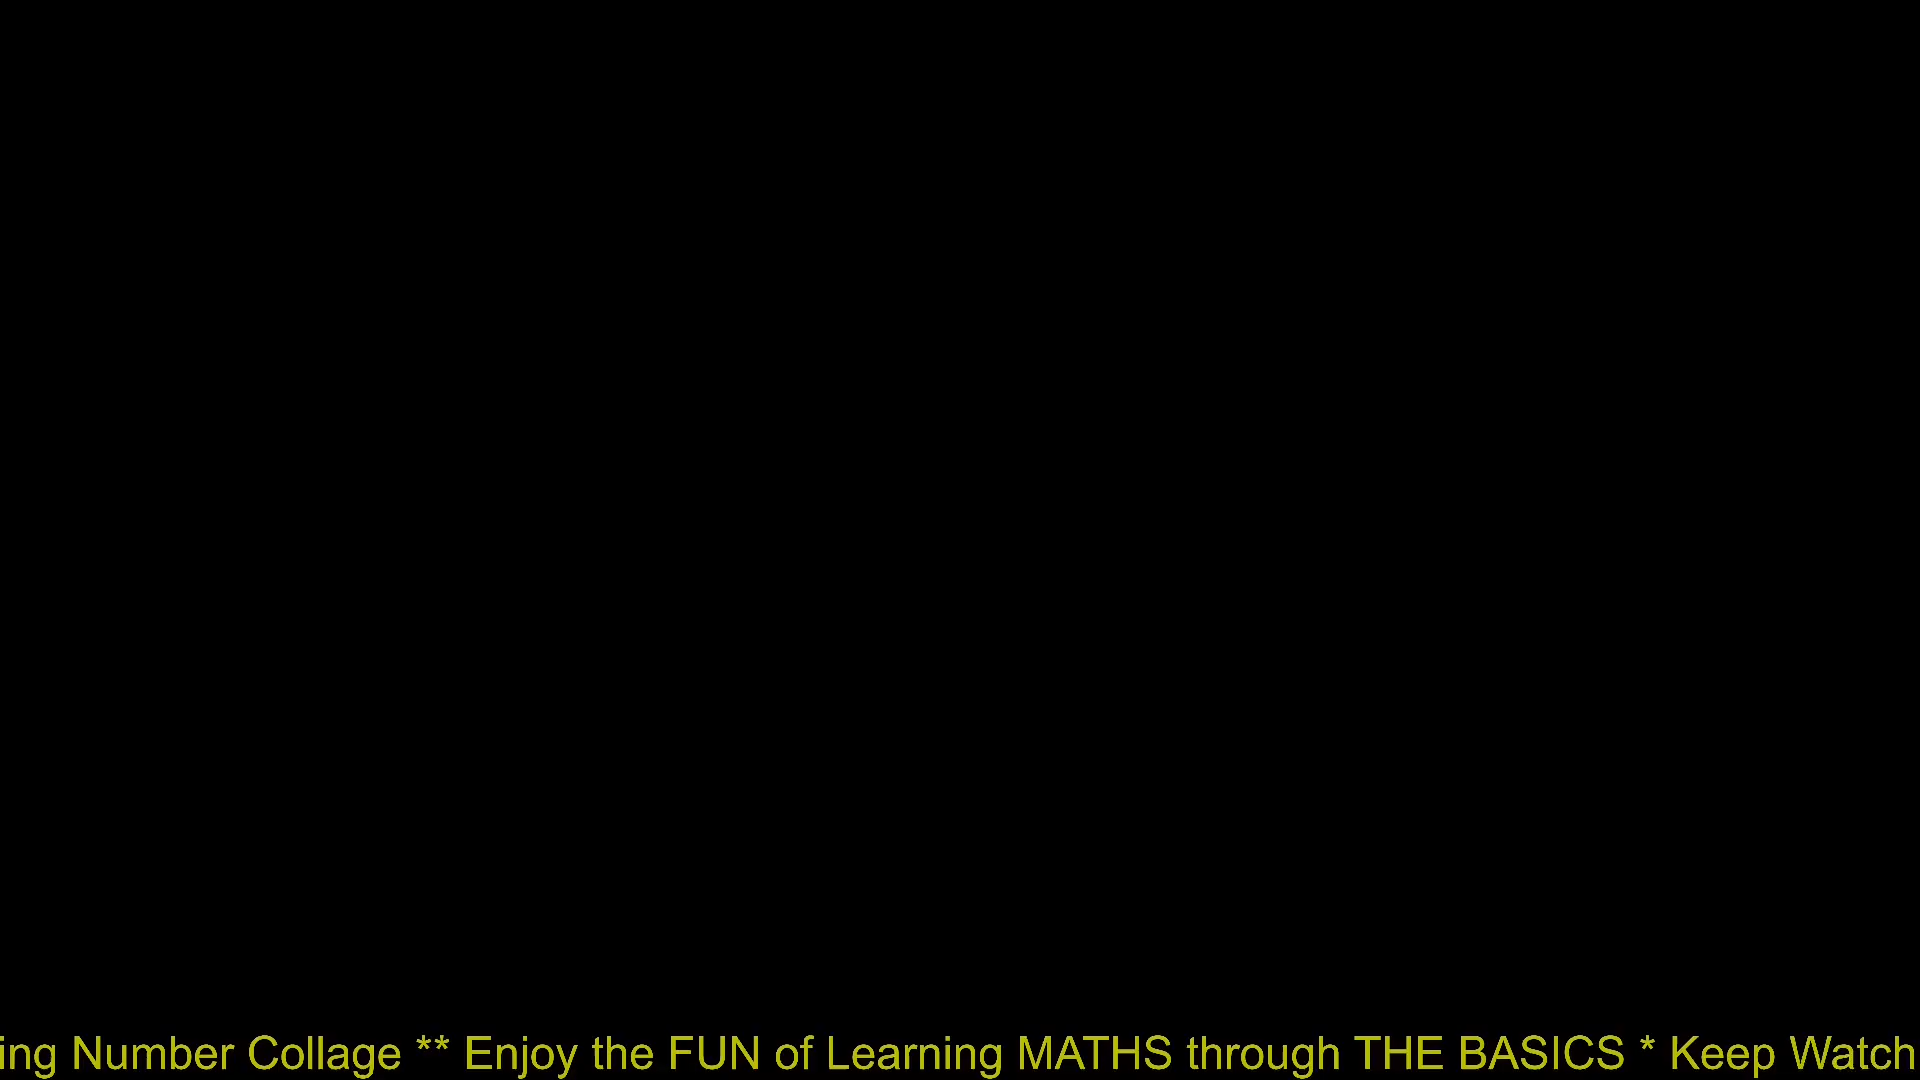 ing Number Collage ** Enjoy the FUN of Learning MATHS through THE BASICS * Keep Watch